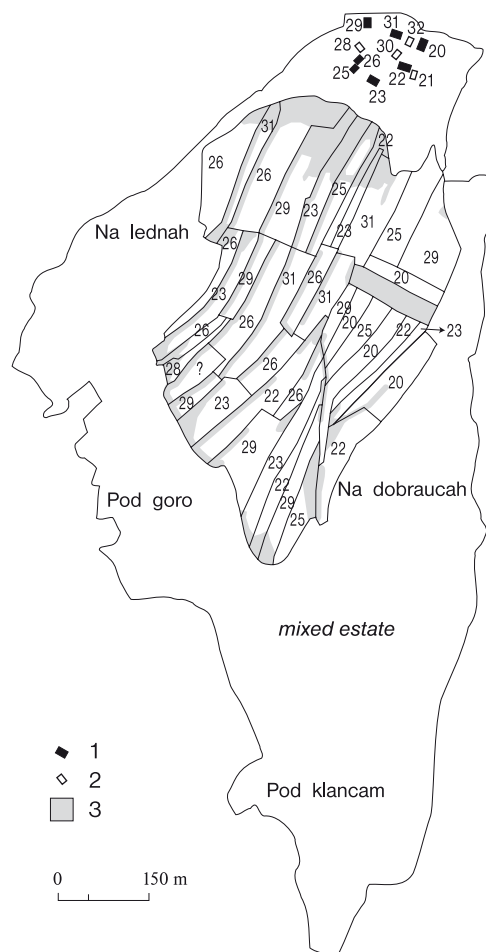 29 31 32
28 30 20
26
25 22 21
23
31 22
26
26 25
29 23 23 31 25
29
Na lednah
26
20
29 31 26
23 31
29 20 25 22 23
26 26 20
28 ? 26
29 23 22 26 20
29 23 22
22
29
25
Na dobraucah
Pod goro
mixed estate
1
2
3
Pod klancam
0 150 m